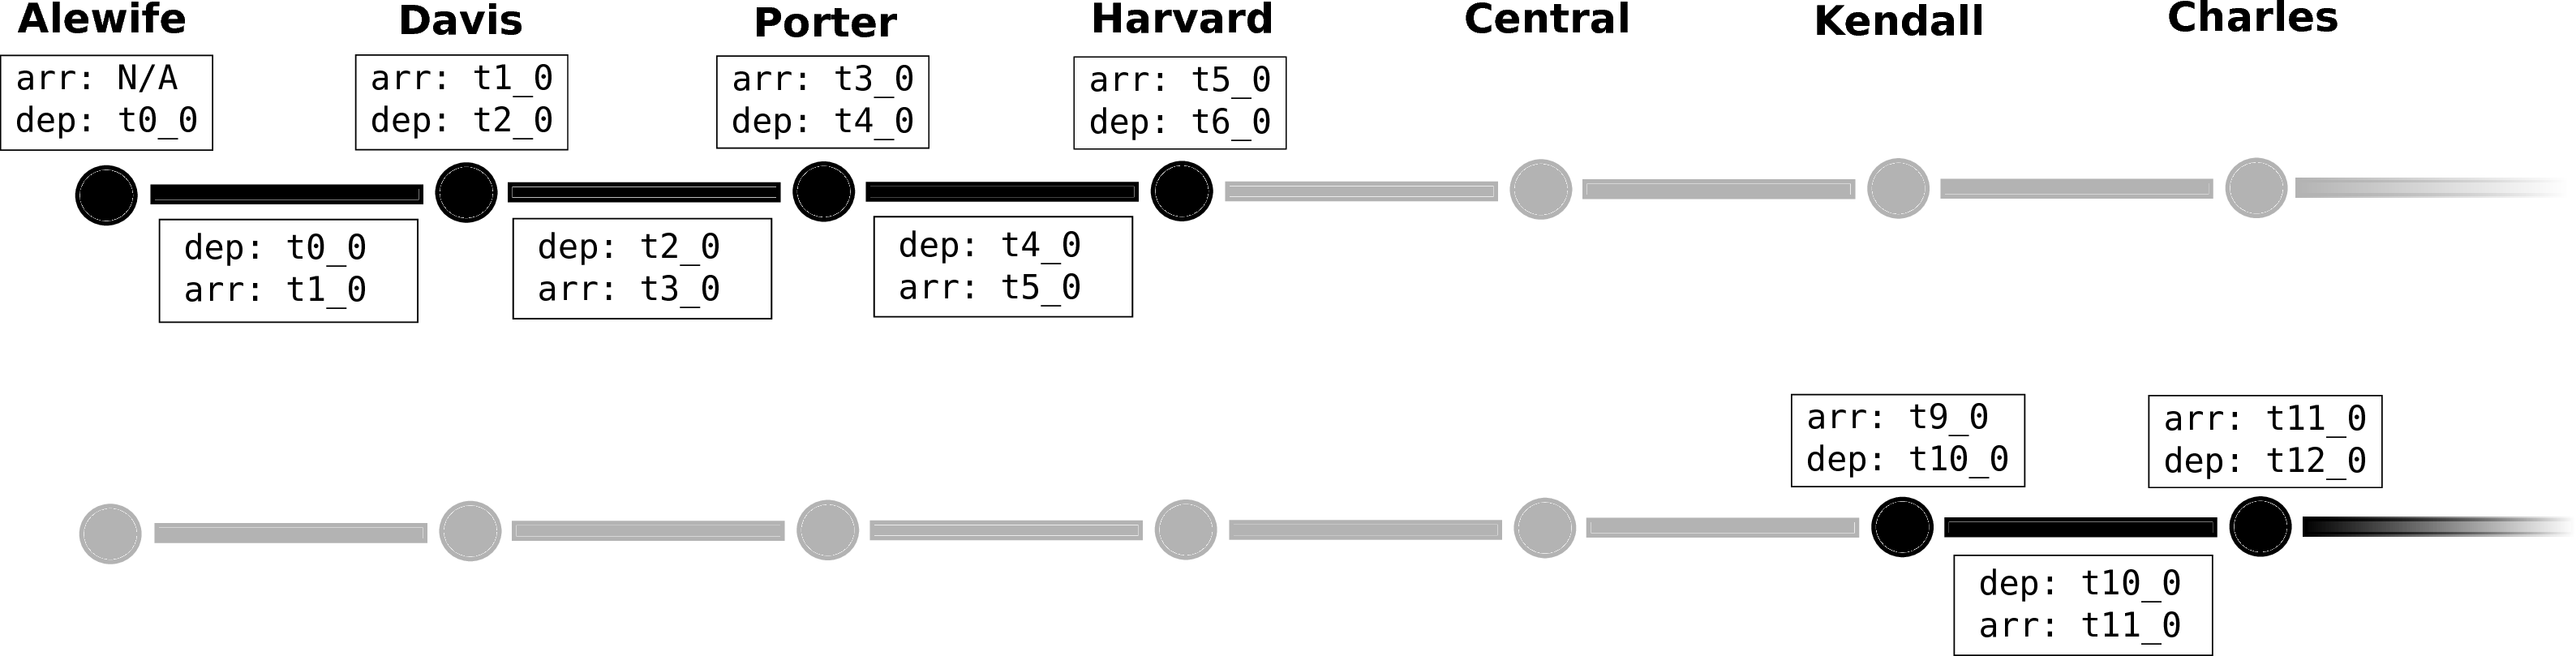 Alewife Davis Porter Harvard Central Kendall Charles
arr: N/A
dep: t0_0
arr: t1_0
dep: t2_0
arr: t3_0
dep: t4_0
arr: t5_0
dep: t6_0
dep: t0_0
arr: t1_0
dep: t2_0
arr: t3_0
dep: t4_0
arr: t5_0
arr: t9_0
dep: t10_0
arr: t11_0
dep: t12_0
dep: t10_0
arr: t11_0